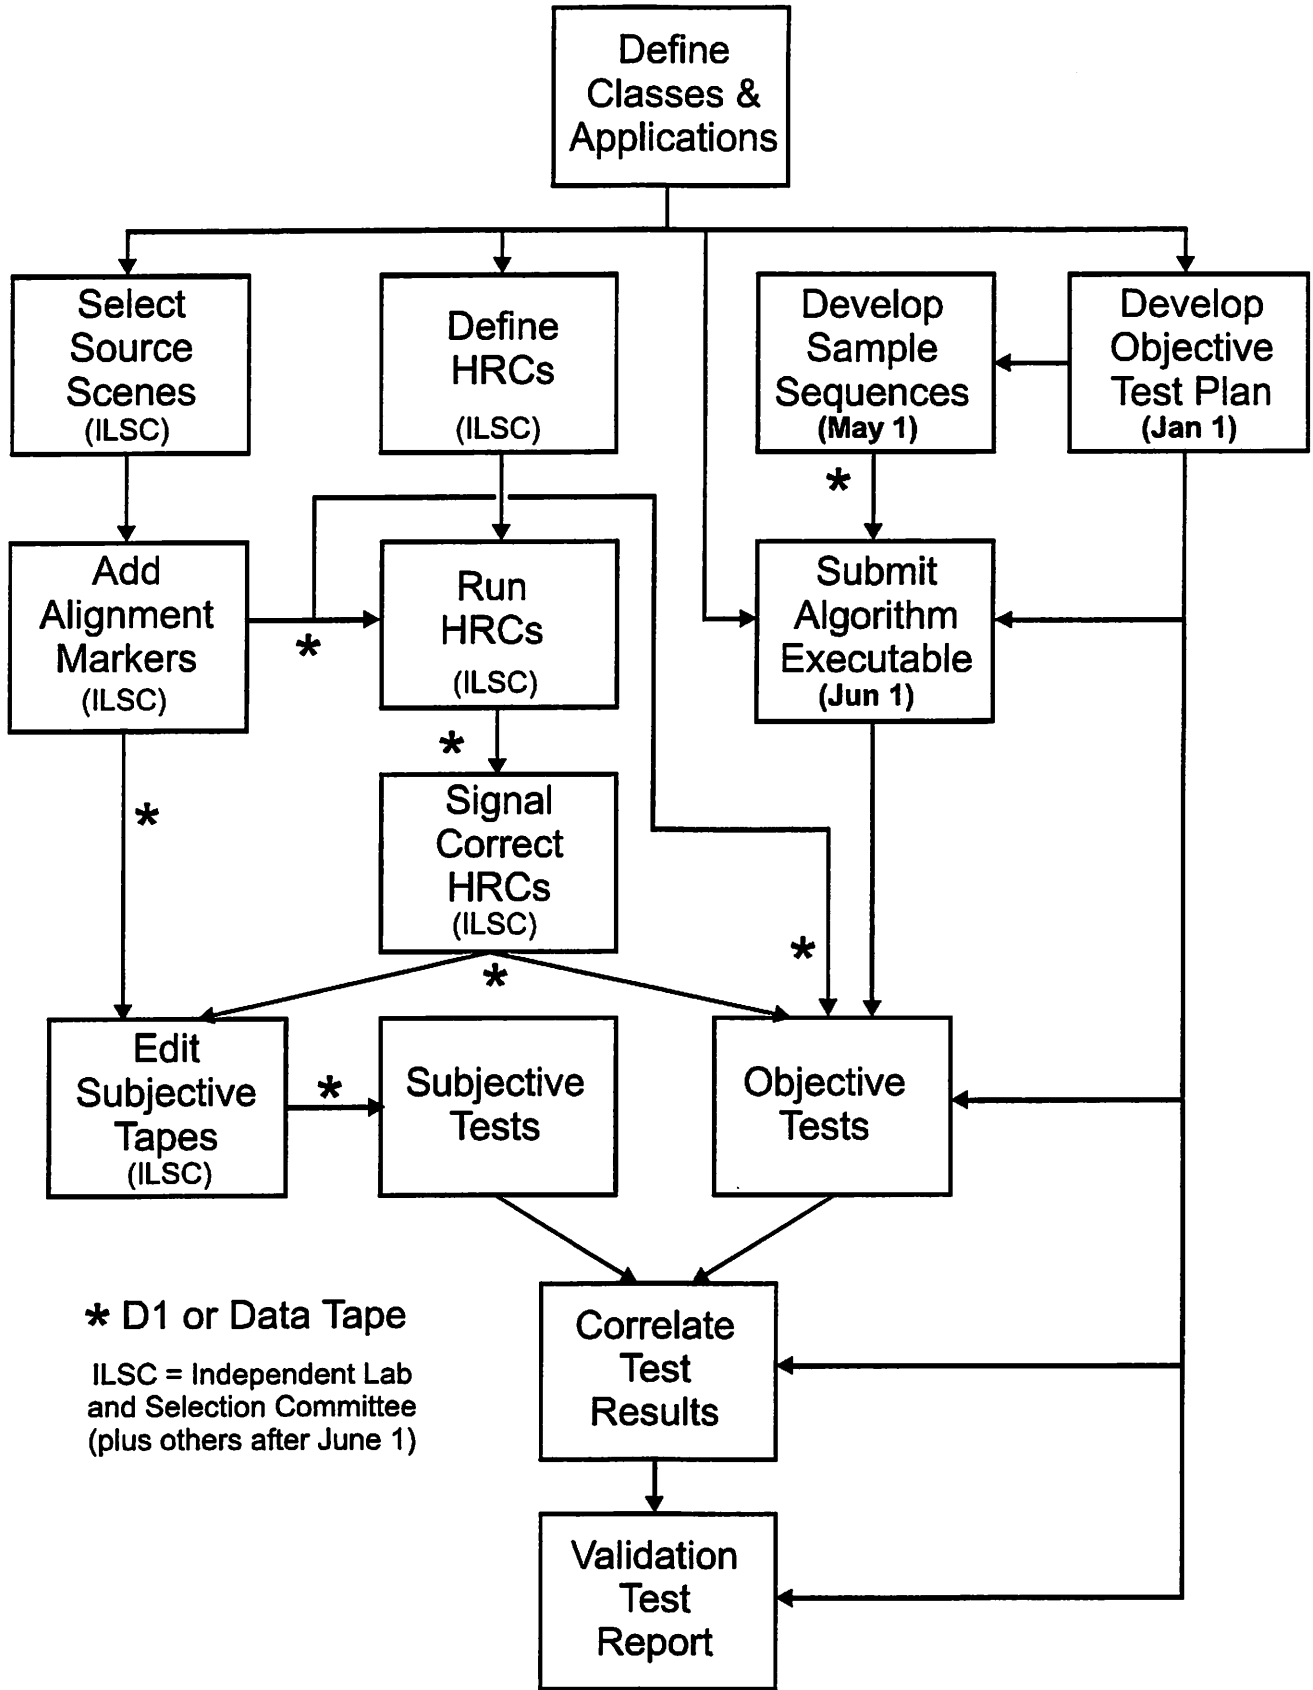 Define
Classes &
Applications
Select
Source
Scenes
(ILSC)
Define
HRCs
(ILSC)
Develop
Sample
Sequences
(May 1)
Develop
Objective
Test Plan
(Jan 1)
*
Add
Alignment
Markers
(ILSC)
*
Run
HRCs
(ILSC)
Submit
Algorithm
Executable
(Jun 1)
*
*
Signal
Correct
HRCs
(ILSC)
*
*
Edit
Subjective
Tapes
(ILSC)
*
Subjective
Tests
Objective
Tests
* D1 or Data Tape
ILSC = Independent Lab
and Selection Committee
(plus others after June 1)
Correlate
Test
Results
Validation
Test
Report